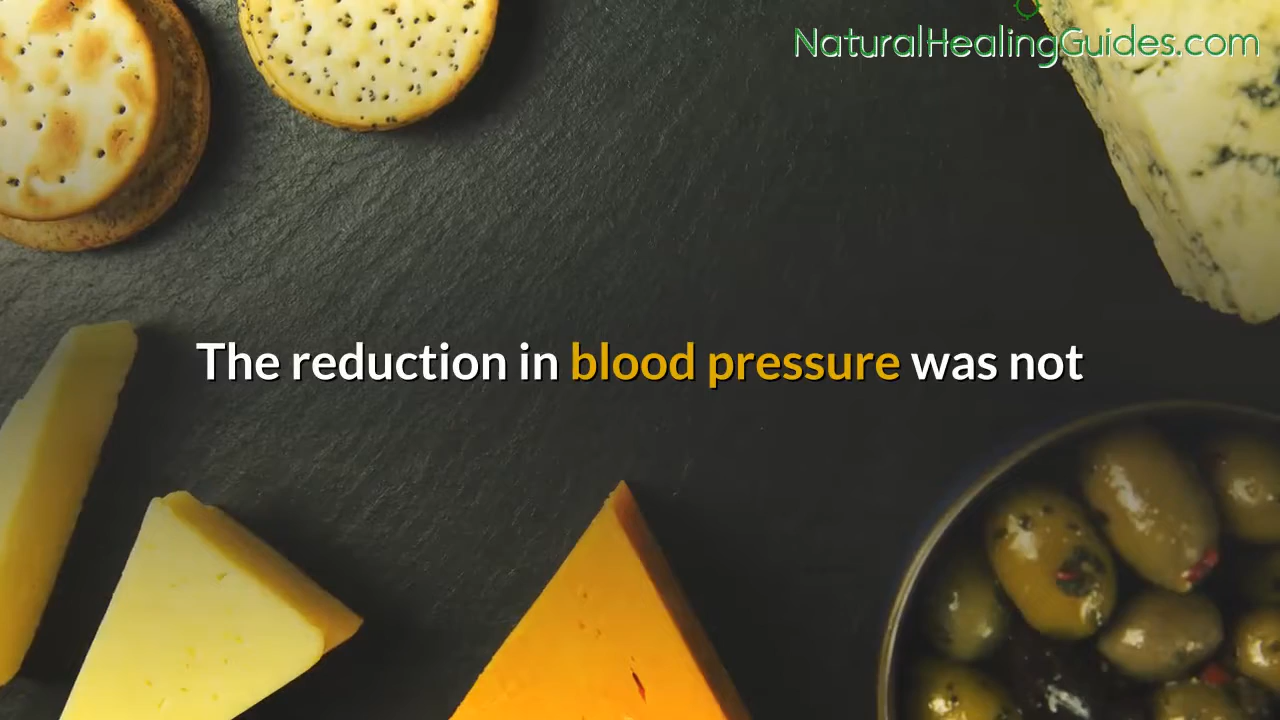 NaturalHealingGuides.com
The reduction in blood pressure was not